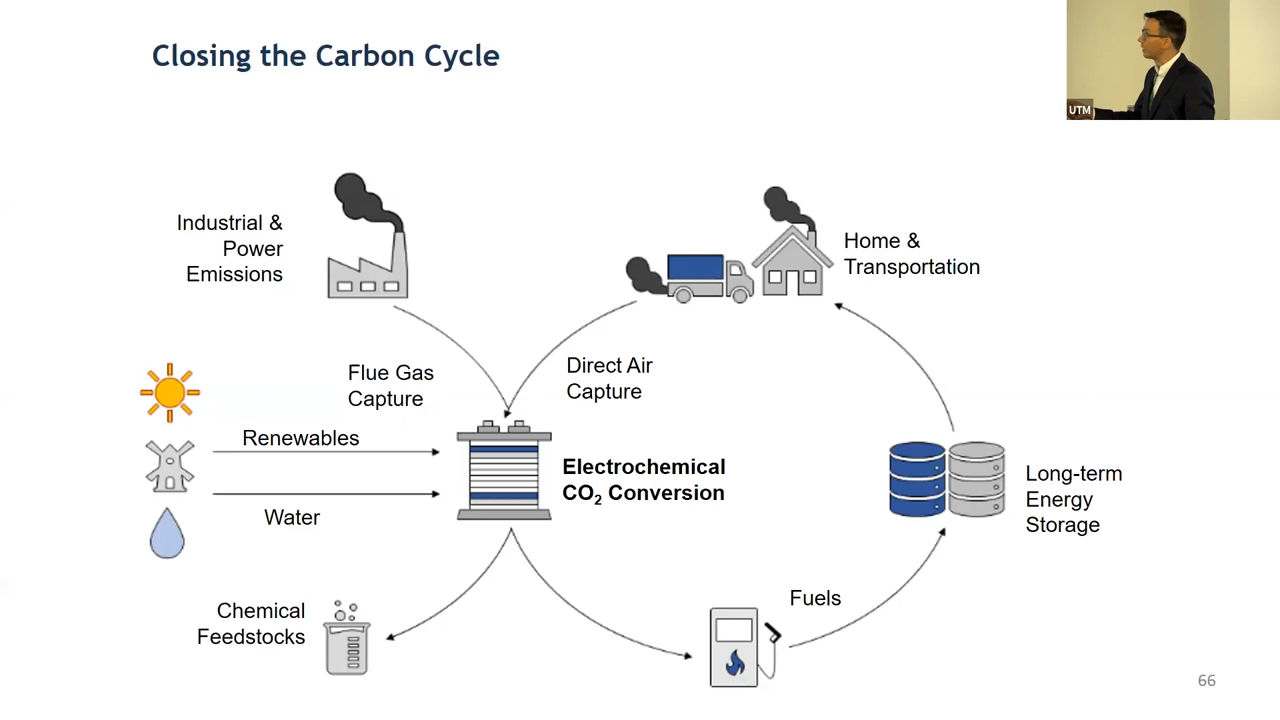 Closing the Carbon Cycle
UTM
Industrial &
Power
Emissions
Home &
Transportation
Flue Gas
Capture
Direct Air
Capture
Renewables
Water
Electrochemical
CO₂ Conversion
Long-term
Energy
Storage
Chemical
Feedstocks
Fuels
66